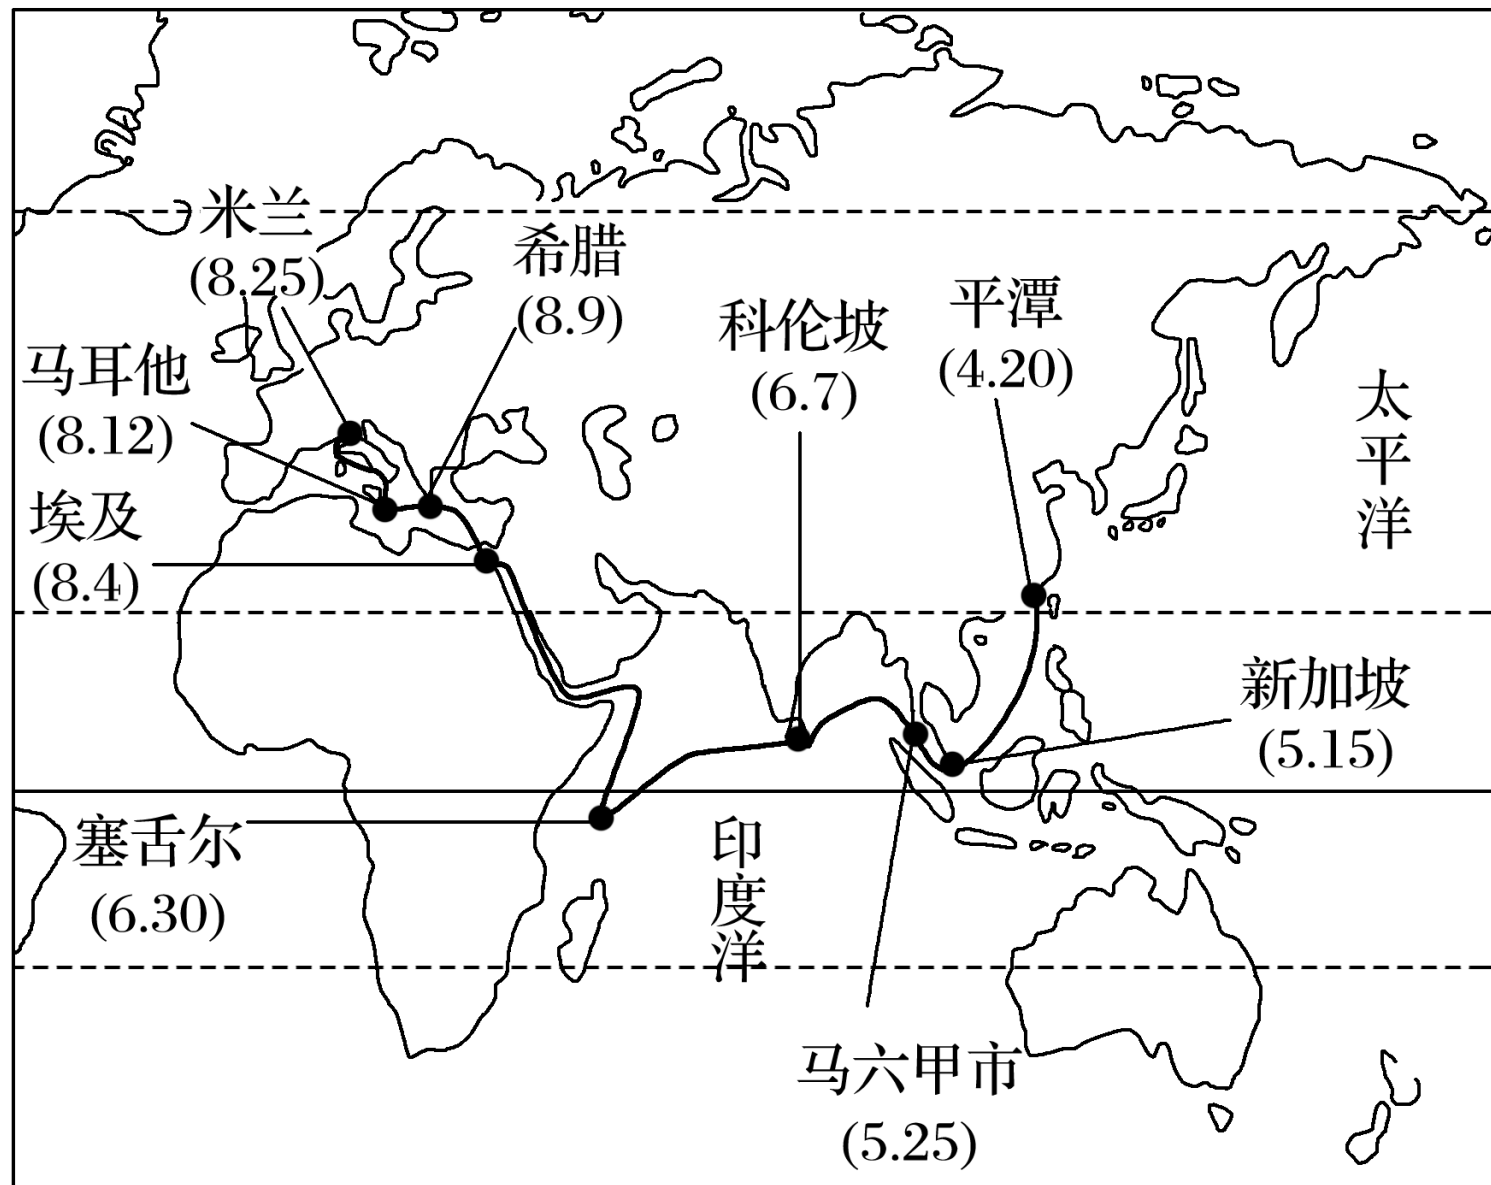 米兰
(8.25)
希腊
(8.9)
科伦坡
(6.7)
平潭
(4.20)
马耳他
(8.12)
太平洋
埃及
(8.4)
新加坡
(5.15)
塞舌尔
(6.30)
印度洋
马六甲市
(5.25)